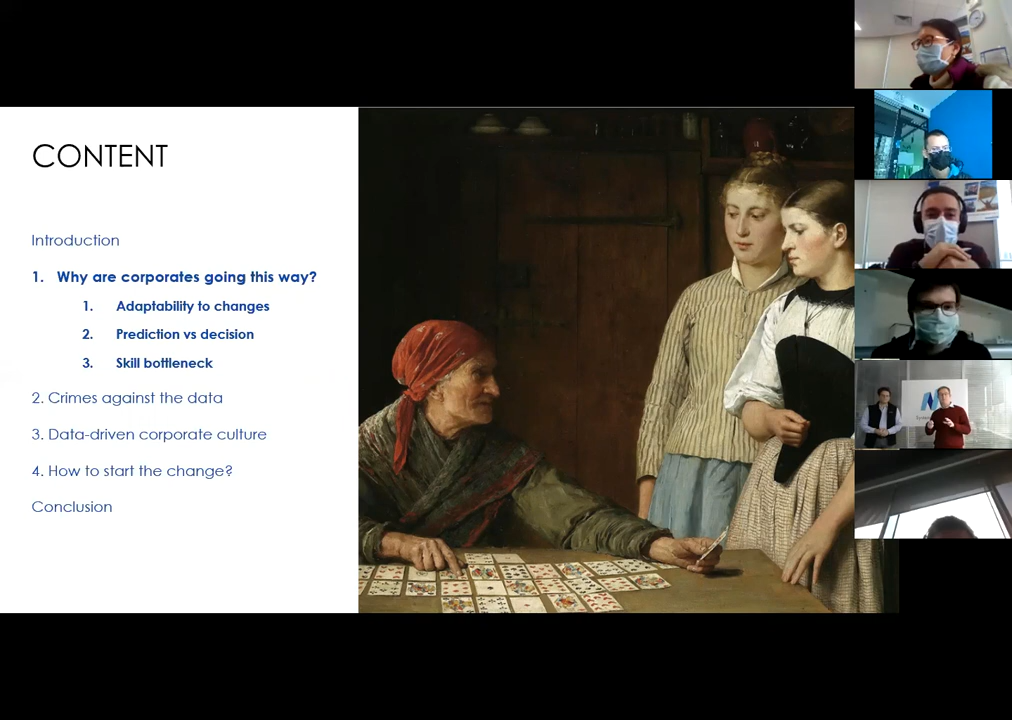 CONTENT
Introduction
1. Why are corporates going this way?
1. Adaptability to changes
2. Prediction vs decision
3. Skill bottleneck
2. Crimes against the data
3. Data-driven corporate culture
4. How to start the change?
Conclusion